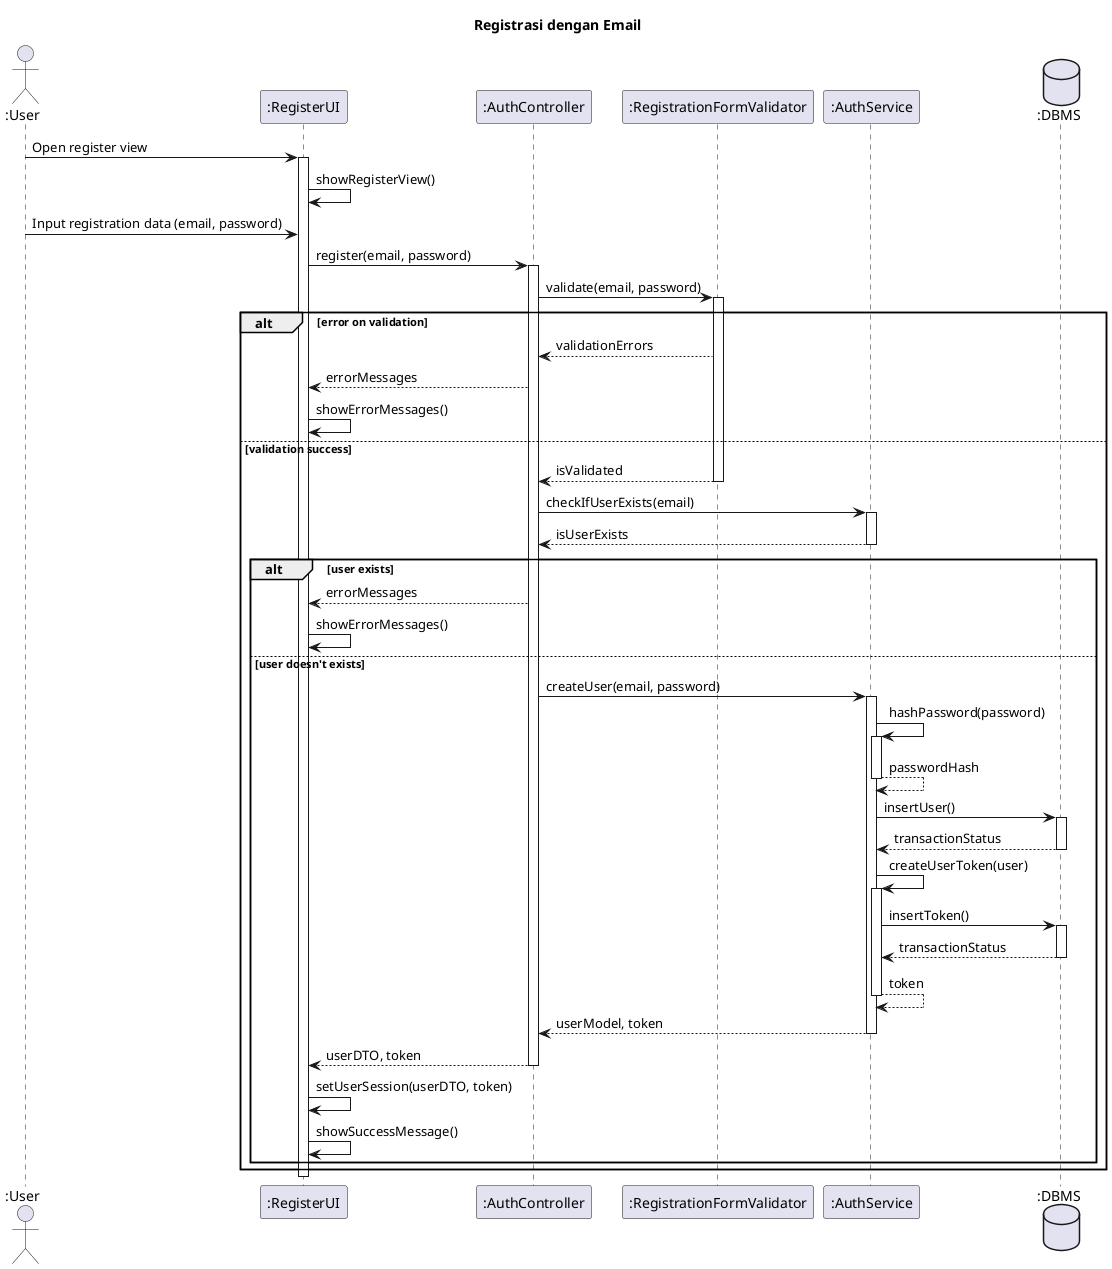 Registrasi dengan Email
:User
:RegisterUI
:AuthController
:RegistrationFormValidator
:AuthService
:DBMS
Open register view
showRegisterView()
Input registration data (email, password)
register(email, password)
validate(email, password)
alt
[error on validation]
validationErrors
errorMessages
showErrorMessages()
[validation success]
isValidated
checkIfUserExists(email)
isUserExists
alt
[user exists]
errorMessages
showErrorMessages()
[user doesn't exists]
createUser(email, password)
hashPassword(password)
passwordHash
insertUser()
transactionStatus
createUserToken(user)
insertToken()
transactionStatus
token
userModel, token
userDTO, token
setUserSession(userDTO, token)
showSuccessMessage()
:User
:RegisterUI
:AuthController
:RegistrationFormValidator
:AuthService
:DBMS